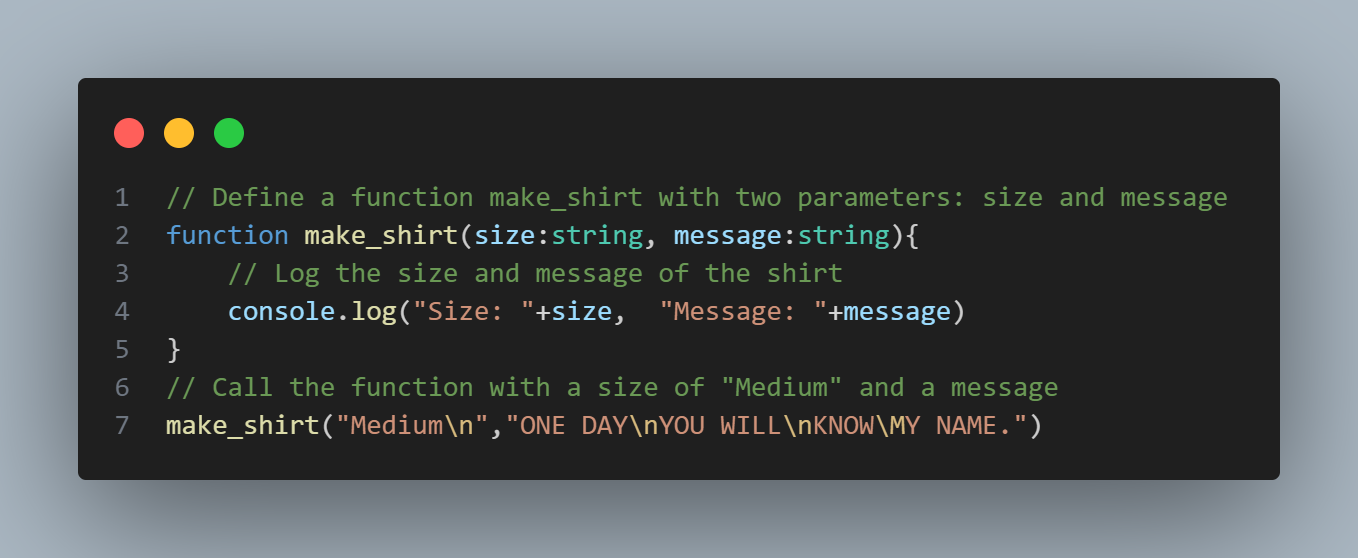 1 // Define a function make_shirt with two parameters: size and message
2 function make_shirt(size:string, message:string){
3     // Log the size and message of the shirt
4     console.log("Size: "+size,  "Message: "+message)
5 }
6 // Call the function with a size of "Medium" and a message
7 make_shirt("Medium\n","ONE DAY\nYOU WILL\nKNOW\MY NAME.")